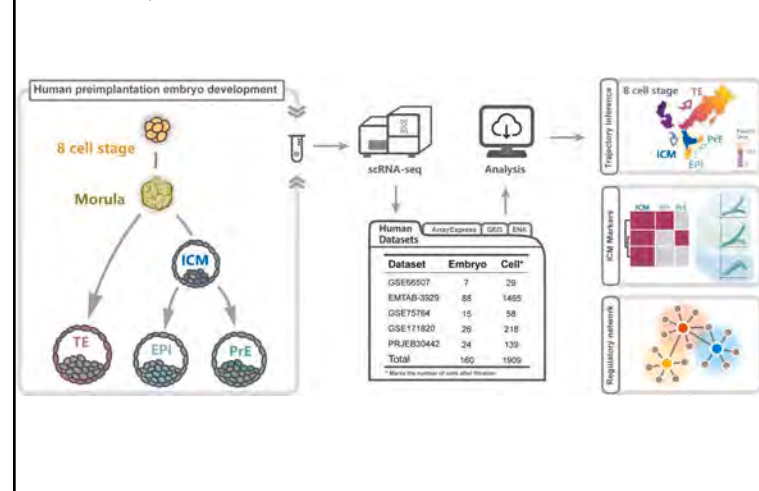 Human preimplantation embryo development
8 cell stage
Morula
ICM
TE
EPI
PrE
scRNA-seq
Analysis
Human
Datasets
ArrayExpress
GEO
ENA
Dataset Embryo Cell*
GSE66507 7 29
EMTAB-3929 88 1465
GSE75784 15 58
GSE171820 26 218
PRJEB30442 24 139
Total 160 1909
* Marks the number of cells after filtration
Trajectory inference
8 cell stage
TE
ICM
PrE
EPI
ICM Markers
ICM EPI PrE
Regulatory network